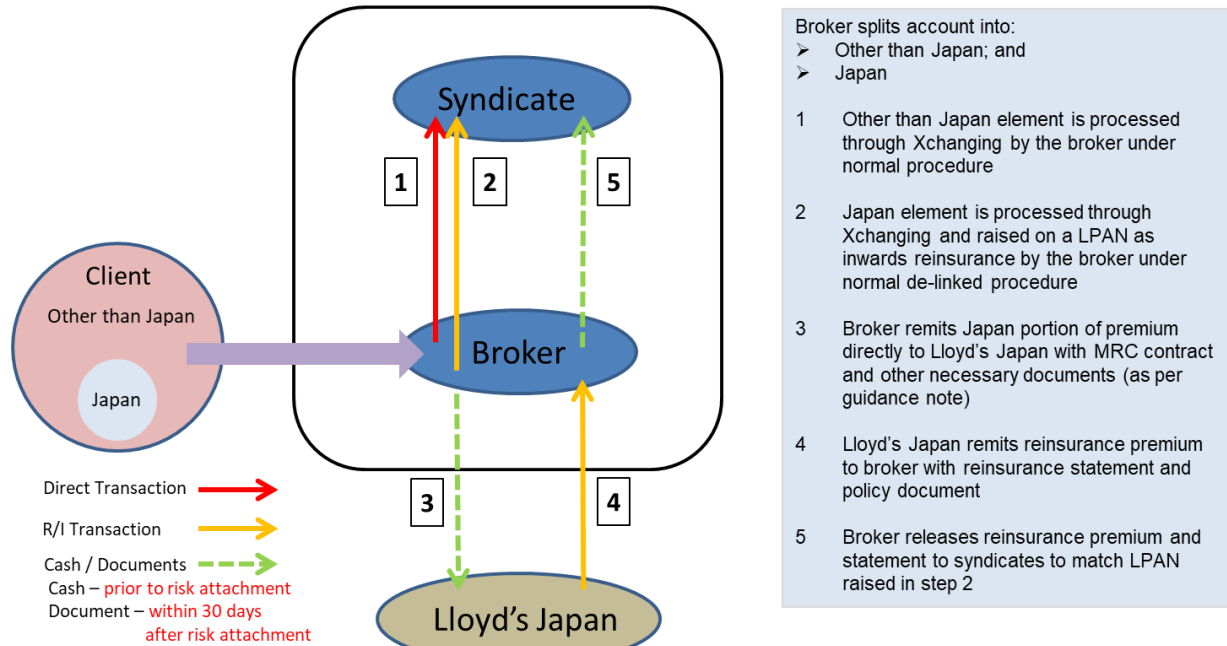 Syndicate
1
2
5
Client
Other than Japan
Japan
Broker
3
4
Lloyd's Japan
Direct Transaction
R/I Transaction
Cash / Documents
Cash – prior to risk attachment
Document – within 30 days
after risk attachment
Broker splits account into:
➢ Other than Japan; and
➢ Japan
1 Other than Japan element is processed
through Xchanging by the broker under
normal procedure
2 Japan element is processed through
Xchanging and raised on a LPAN as
inwards reinsurance by the broker under
normal de-linked procedure
3 Broker remits Japan portion of premium
directly to Lloyd's Japan with MRC contract
and other necessary documents (as per
guidance note)
4 Lloyd's Japan remits reinsurance premium
to broker with reinsurance statement and
policy document
5 Broker releases reinsurance premium and
statement to syndicates to match LPAN
raised in step 2